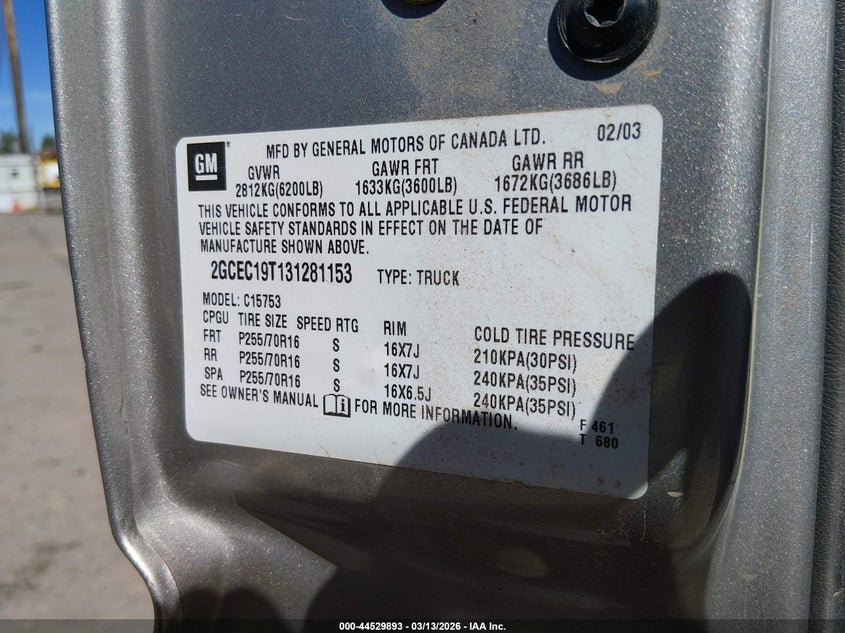 GM
MFD BY GENERAL MOTORS OF CANADA LTD. 02/03
GVWR GAWR FRT GAWR RR
2812KG(6200LB) 1633KG(3600LB) 1672KG(3686LB)
THIS VEHICLE CONFORMS TO ALL APPLICABLE U.S. FEDERAL MOTOR
VEHICLE SAFETY STANDARDS IN EFFECT ON THE DATE OF
MANUFACTURE SHOWN ABOVE.
2GCEC19T131281153 TYPE: TRUCK
MODEL: C15753
CPGU TIRE SIZE SPEED RTG RIM COLD TIRE PRESSURE
FRT P255/70R16 S 16X7J 210KPA(30PSI)
RR P255/70R16 S 16X7J 240KPA(35PSI)
SPA P255/70R16 S 16X6.5J 240KPA(35PSI)
SEE OWNER'S MANUAL FOR MORE INFORMATION.
F 461
T 680
000-44529893 — 03/13/2026 — IAA Inc.